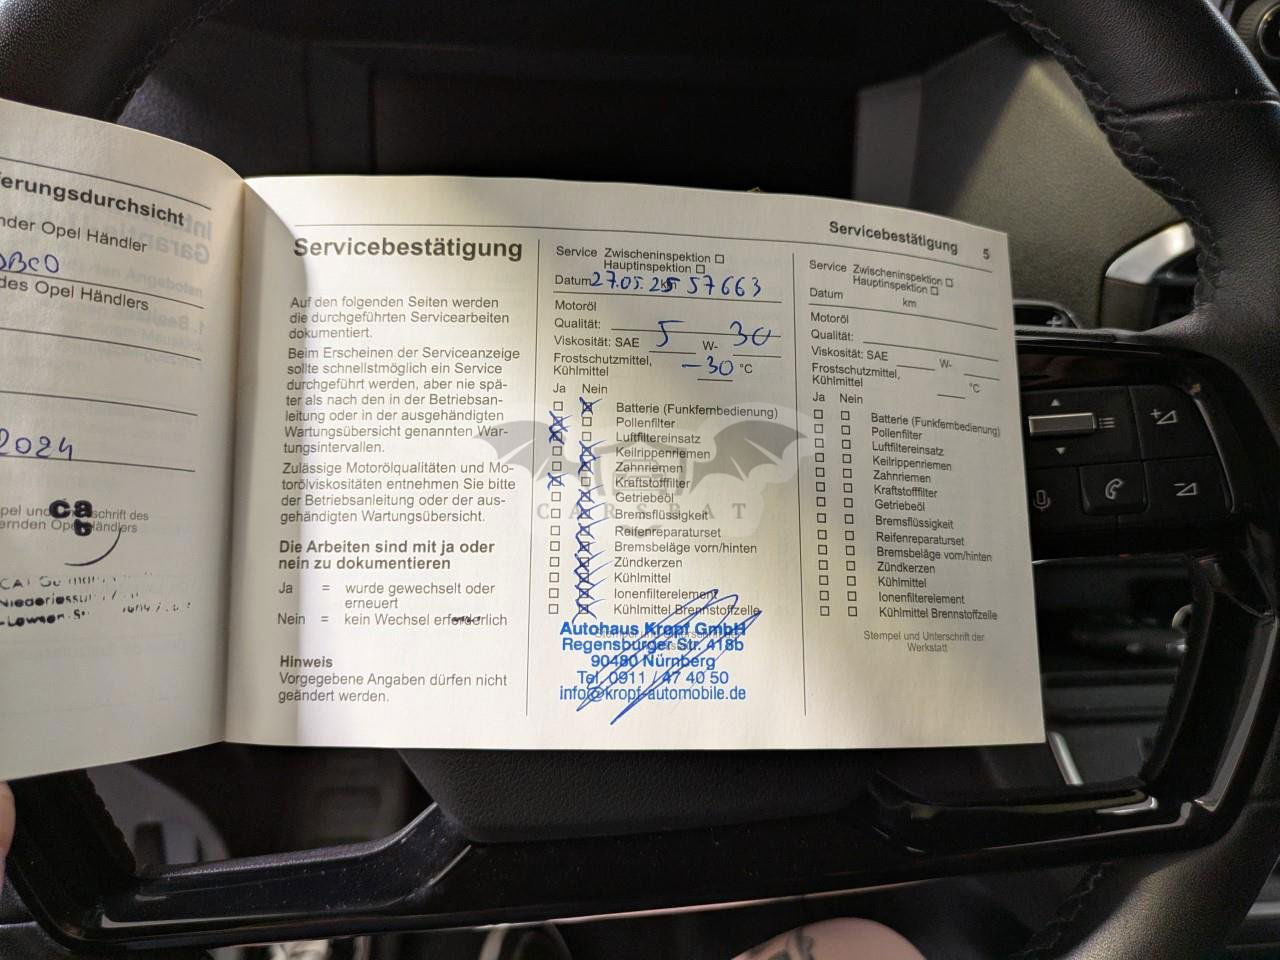 ferungsdurchsicht
nder Opel Händler
des Opel Händlers
2024
ca
Servicebestätigung 5
Servicebestätigung
Auf den folgenden Seiten werden
die durchgeführten Servicearbeiten
dokumentiert.
Beim Erscheinen der Serviceanzeige
sollte schnellstmöglich ein Service
durchgeführt werden, aber nie spä-
ter als nach den in der Betriebsan-
leitung oder in der ausgehändigten
Wartungsübersicht genannten War-
tungsintervallen.
Zulässige Motorölqualitäten und Mo-
torölviskositäten entnehmen Sie bitte
der Betriebsanleitung oder der aus-
gehändigten Wartungsübersicht.
Die Arbeiten sind mit ja oder
nein zu dokumentieren
Ja = wurde gewechselt oder
erneuert
Nein = kein Wechsel erforderlich
Hinweis
Vorgegebene Angaben dürfen nicht
geändert werden.
Service Zwischeninspektion
Hauptinspektion
Datum 27.05.25 57663
Motoröl
Qualität:
Viskosität: SAE 5 W- 30
Frostschutzmittel,
Kühlmittel -30 °C
Ja Nein
Batterie (Funkfernbedienung)
Pollenfilter
Luftfiltereinsatz
Keilrippenriemen
Zahnriemen
Kraftstofffilter
Getriebeöl
Bremsflüssigkeit
Reifenreparaturset
Bremsbeläge vorn/hinten
Zündkerzen
Kühlmittel
Ionenfilterelement
Kühlmittel Brennstoffzelle
Autohaus Kropf GmbH
Regensburger Str. 418b
90480 Nürnberg
Tel. 0911 / 47 40 50
info@kropf-automobile.de
CARSBAT
Service Zwischeninspektion
Hauptinspektion
Datum km
Motoröl
Qualität:
Viskosität: SAE W-
Frostschutzmittel,
Kühlmittel °C
Ja Nein
Batterie (Funkfernbedienung)
Pollenfilter
Luftfiltereinsatz
Keilrippenriemen
Zahnriemen
Kraftstofffilter
Getriebeöl
Bremsflüssigkeit
Reifenreparaturset
Bremsbeläge vorn/hinten
Zündkerzen
Kühlmittel
Ionenfilterelement
Kühlmittel Brennstoffzelle
Stempel und Unterschrift der
Werkstatt